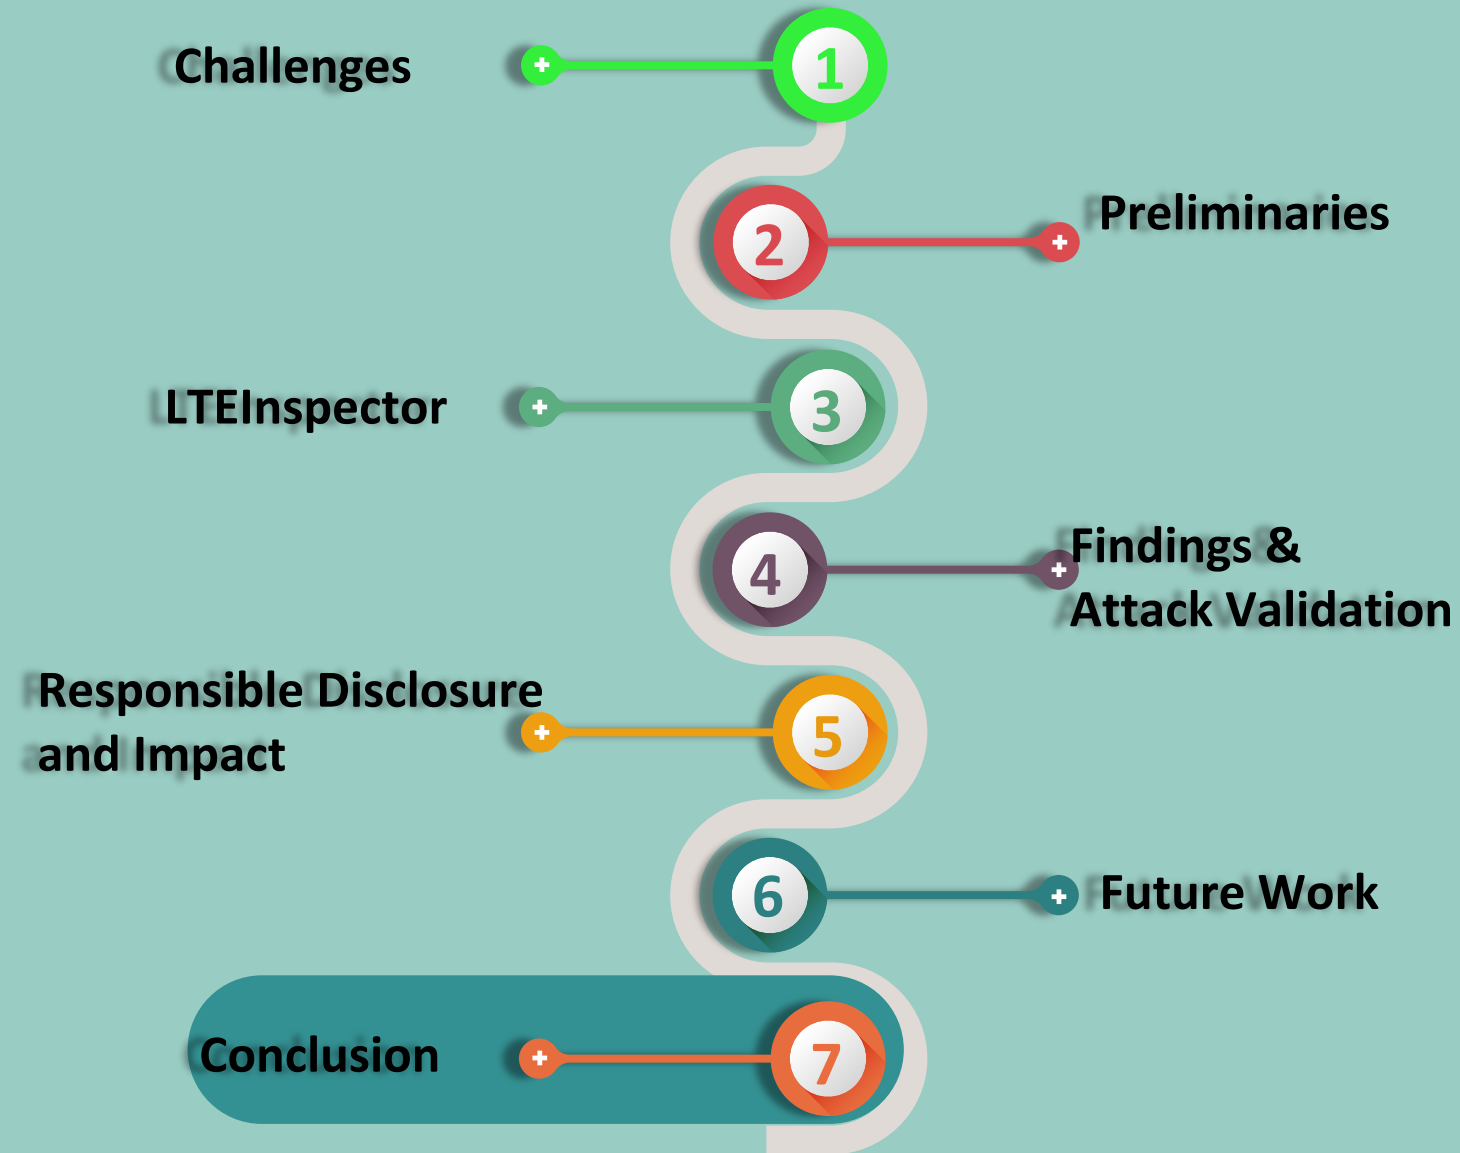 Challenges
1
2
Preliminaries
LTEInspector
3
4
Findings &
Attack Validation
Responsible Disclosure
and Impact
5
6
Future Work
Conclusion
7